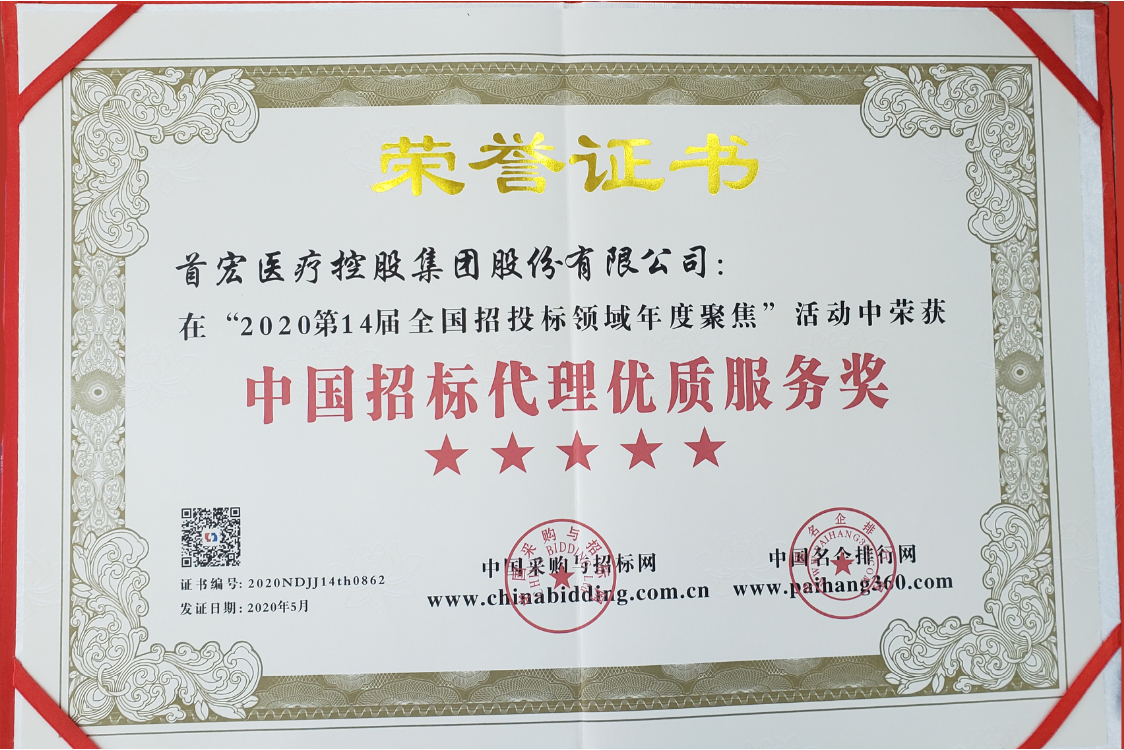 荣誉证书
首宏医疗控股集团股份有限公司：
在“2020第14届全国招投标领域年度聚焦”活动中荣获
中国招标代理优质服务奖
证书编号: 2020NDJJ14th0862
发证日期: 2020年5月
中国采购与招标网
www.chinabidding.com.cn
中国名企排行网
www.paihang360.com